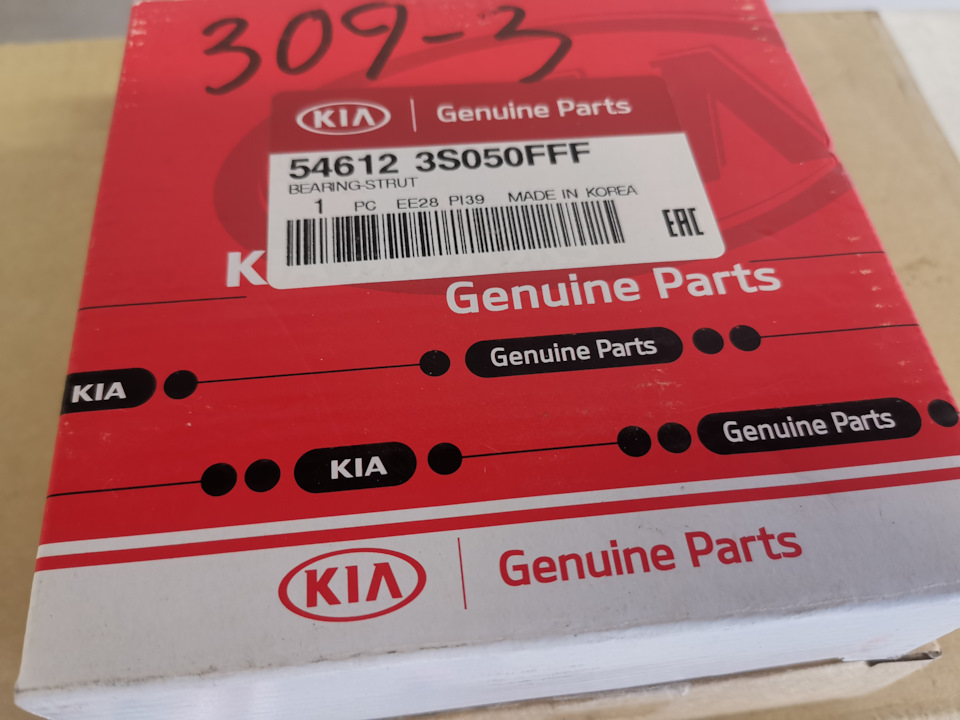 309-3
KIA Genuine Parts
54612 3S050FFF
BEARING-STRUT
1 PC EE28 PI39 MADE IN KOREA
EAC
K
Genuine Parts
KIA Genuine Parts
KIA Genuine Parts
KIA Genuine Parts